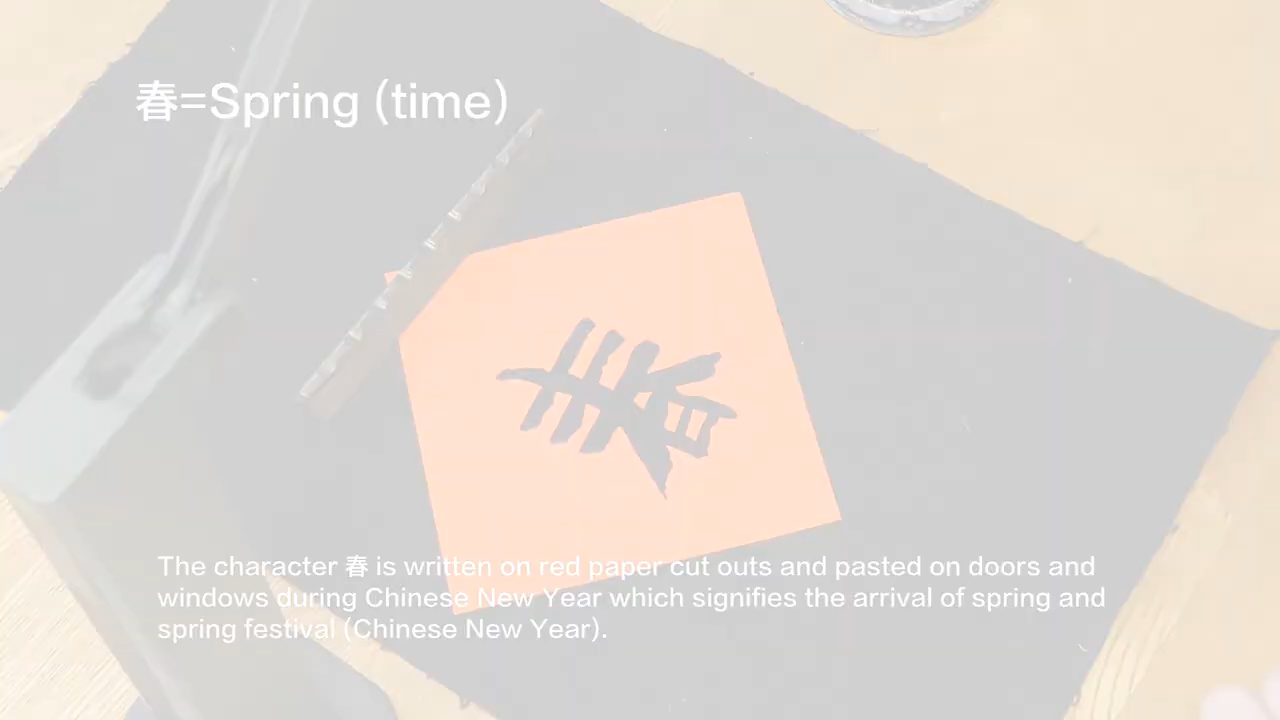 春=Spring (time)
春
The character 春 is written on red paper cut outs and pasted on doors and
windows during Chinese New Year which signifies the arrival of spring and
spring festival (Chinese New Year).